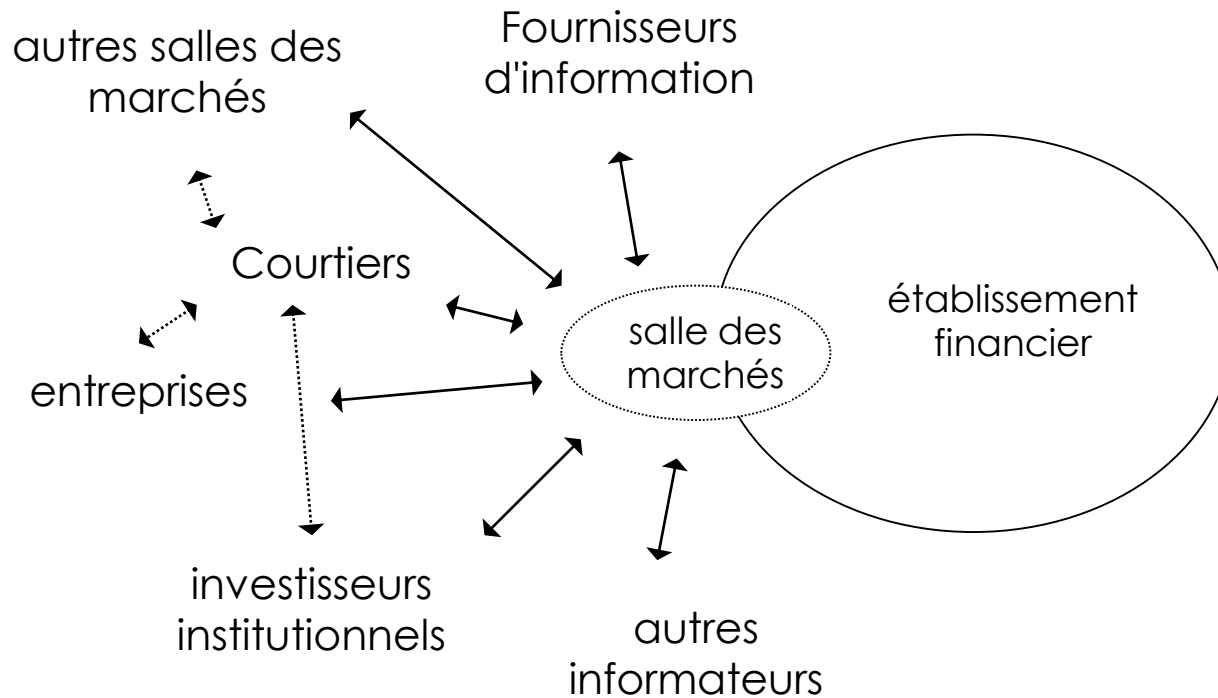 autres salles des
marchés
Fournisseurs
d'information
Courtiers
entreprises
salle des
marchés
établissement
financier
investisseurs
institutionnels
autres
informateurs